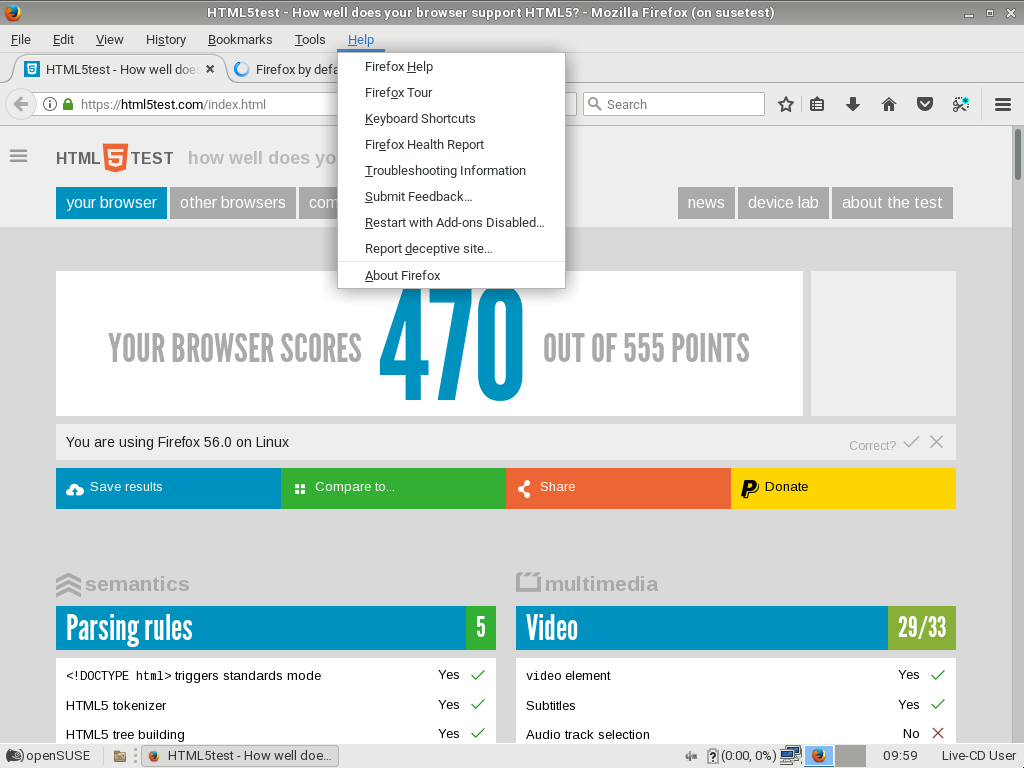 HTML5test - How well does your browser support HTML5? - Mozilla Firefox (on susetest)
File Edit View History Bookmarks Tools Help
HTML5test - How well does
Firefox by defa
https://html5test.com/index.html
Search
Firefox Help
Firefox Tour
Keyboard Shortcuts
Firefox Health Report
Troubleshooting Information
Submit Feedback...
Restart with Add-ons Disabled...
Report deceptive site...
About Firefox
HTML5TEST how well does yo
your browser other browsers com news device lab about the test
YOUR BROWSER SCORES 470 OUT OF 555 POINTS
You are using Firefox 56.0 on Linux Correct?
Save results Compare to... Share Donate
semantics multimedia
Parsing rules 5 Video 29/33
<!DOCTYPE html> triggers standards mode Yes video element Yes
HTML5 tokenizer Yes Subtitles Yes
HTML5 tree building Yes Audio track selection No
openSUSE HTML5test - How well doe... (0:00, 0%) 09:59 Live-CD User